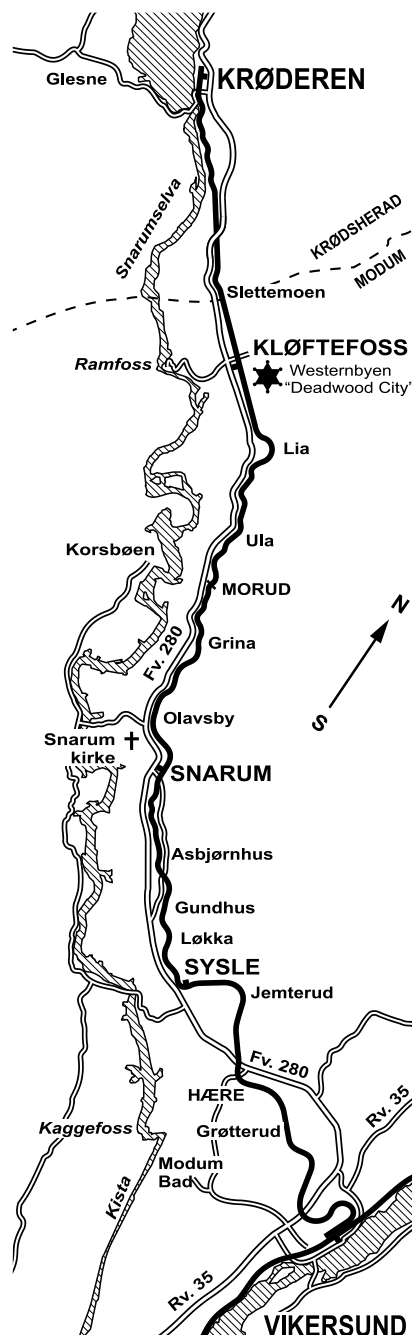 KRØDEREN
Glesne
Snarumselva
KRØDSHERAD
MODUM
Slettemoen
KLØFTEFOSS
Ramfoss
Westernbyen
"Deadwood City"
Lia
Ula
Korsbøen
MORUD
N
Grina
Fv. 280
S
Olavsby
Snarum
kirke
SNARUM
Asbjørnhus
Gundhus
Løkka
SYSLE
Jemterud
Fv. 280
HÆRE
Rv. 35
Grøtterud
Kaggefoss
Modum
Bad
Kista
Rv. 35
VIKERSUND